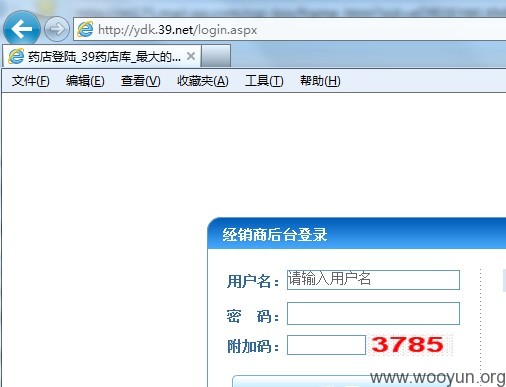 http://ydk.39.net/login.aspx
药店登陆_39药店库_最大的...
文件(F) 编辑(E) 查看(V) 收藏夹(A) 工具(T) 帮助(H)
经销商后台登录
用户名： 请输入用户名
密 码：
附加码： 3785
www.wooyun.org